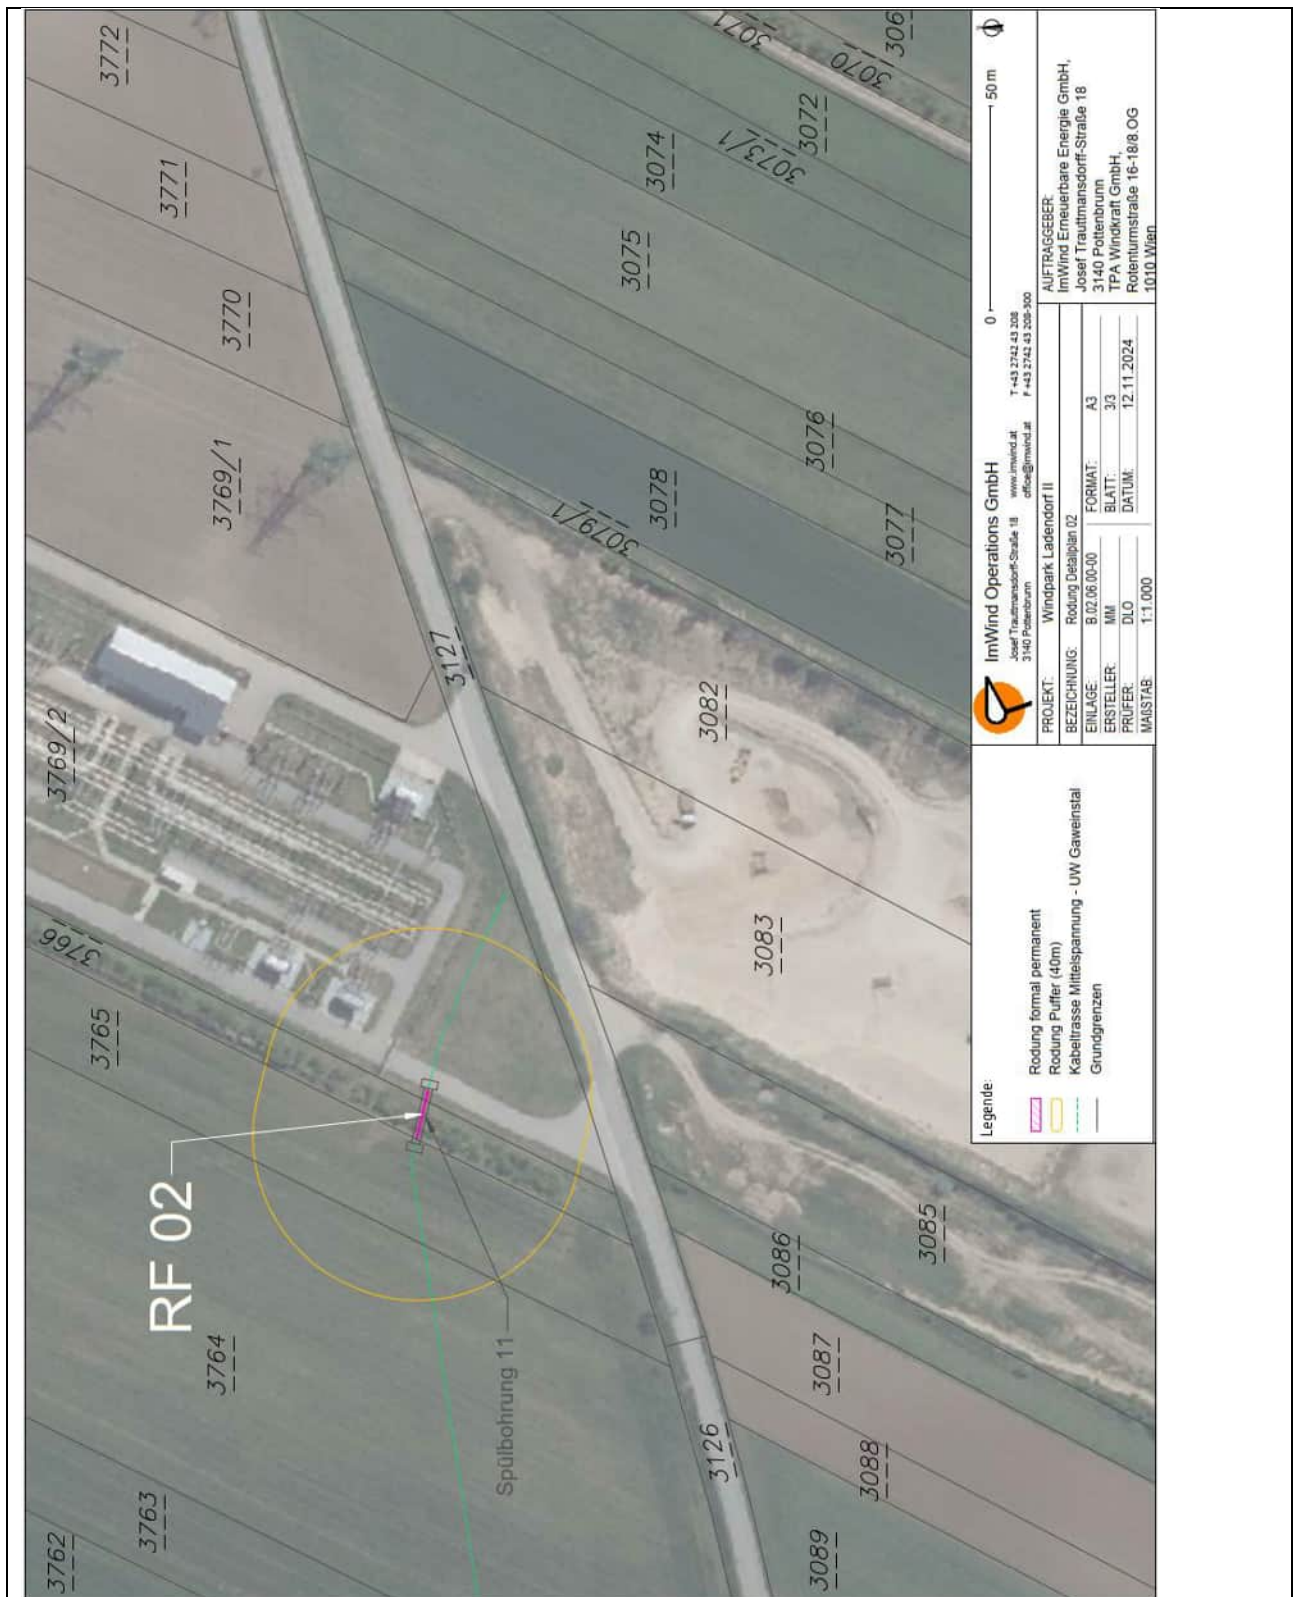 3762
3763
3764
RF 02
3765
3766
3769/2
3769/1
3770
3771
3772
Spülbohrung 11
3126
3127
3089
3088
3087
3086
3085
3083
3082
3079/1
3078
3077
3076
3075
3074
3073/1
3072
3071
3070
306
Legende:
Rodung formal permanent
Rodung Puffer (40m)
Kabeltrasse Mittelspannung - UW Gaweinstal
Grundgrenzen
ImWind Operations GmbH
Josef Trauttmansdorff-Straße 18
3140 Pottenbrunn
www.imwind.at
office@imwind.at
T +43 2742 43 208
F +43 2742 43 208-300
0 50 m
PROJEKT: Windpark Ladendorf II
BEZEICHNUNG: Rodung Detailplan 02
EINLAGE: B.02.06.00-00 FORMAT: A3
ERSTELLER: MM BLATT: 3/3
PRÜFER: DLO DATUM: 12.11.2024
MAßSTAB: 1:1.000
AUFTRAGGEBER:
ImWind Erneuerbare Energie GmbH,
Josef Trauttmansdorff-Straße 18
3140 Pottenbrunn
TPA Windkraft GmbH,
Rotenturmstraße 16-18/8.OG
1010 Wien